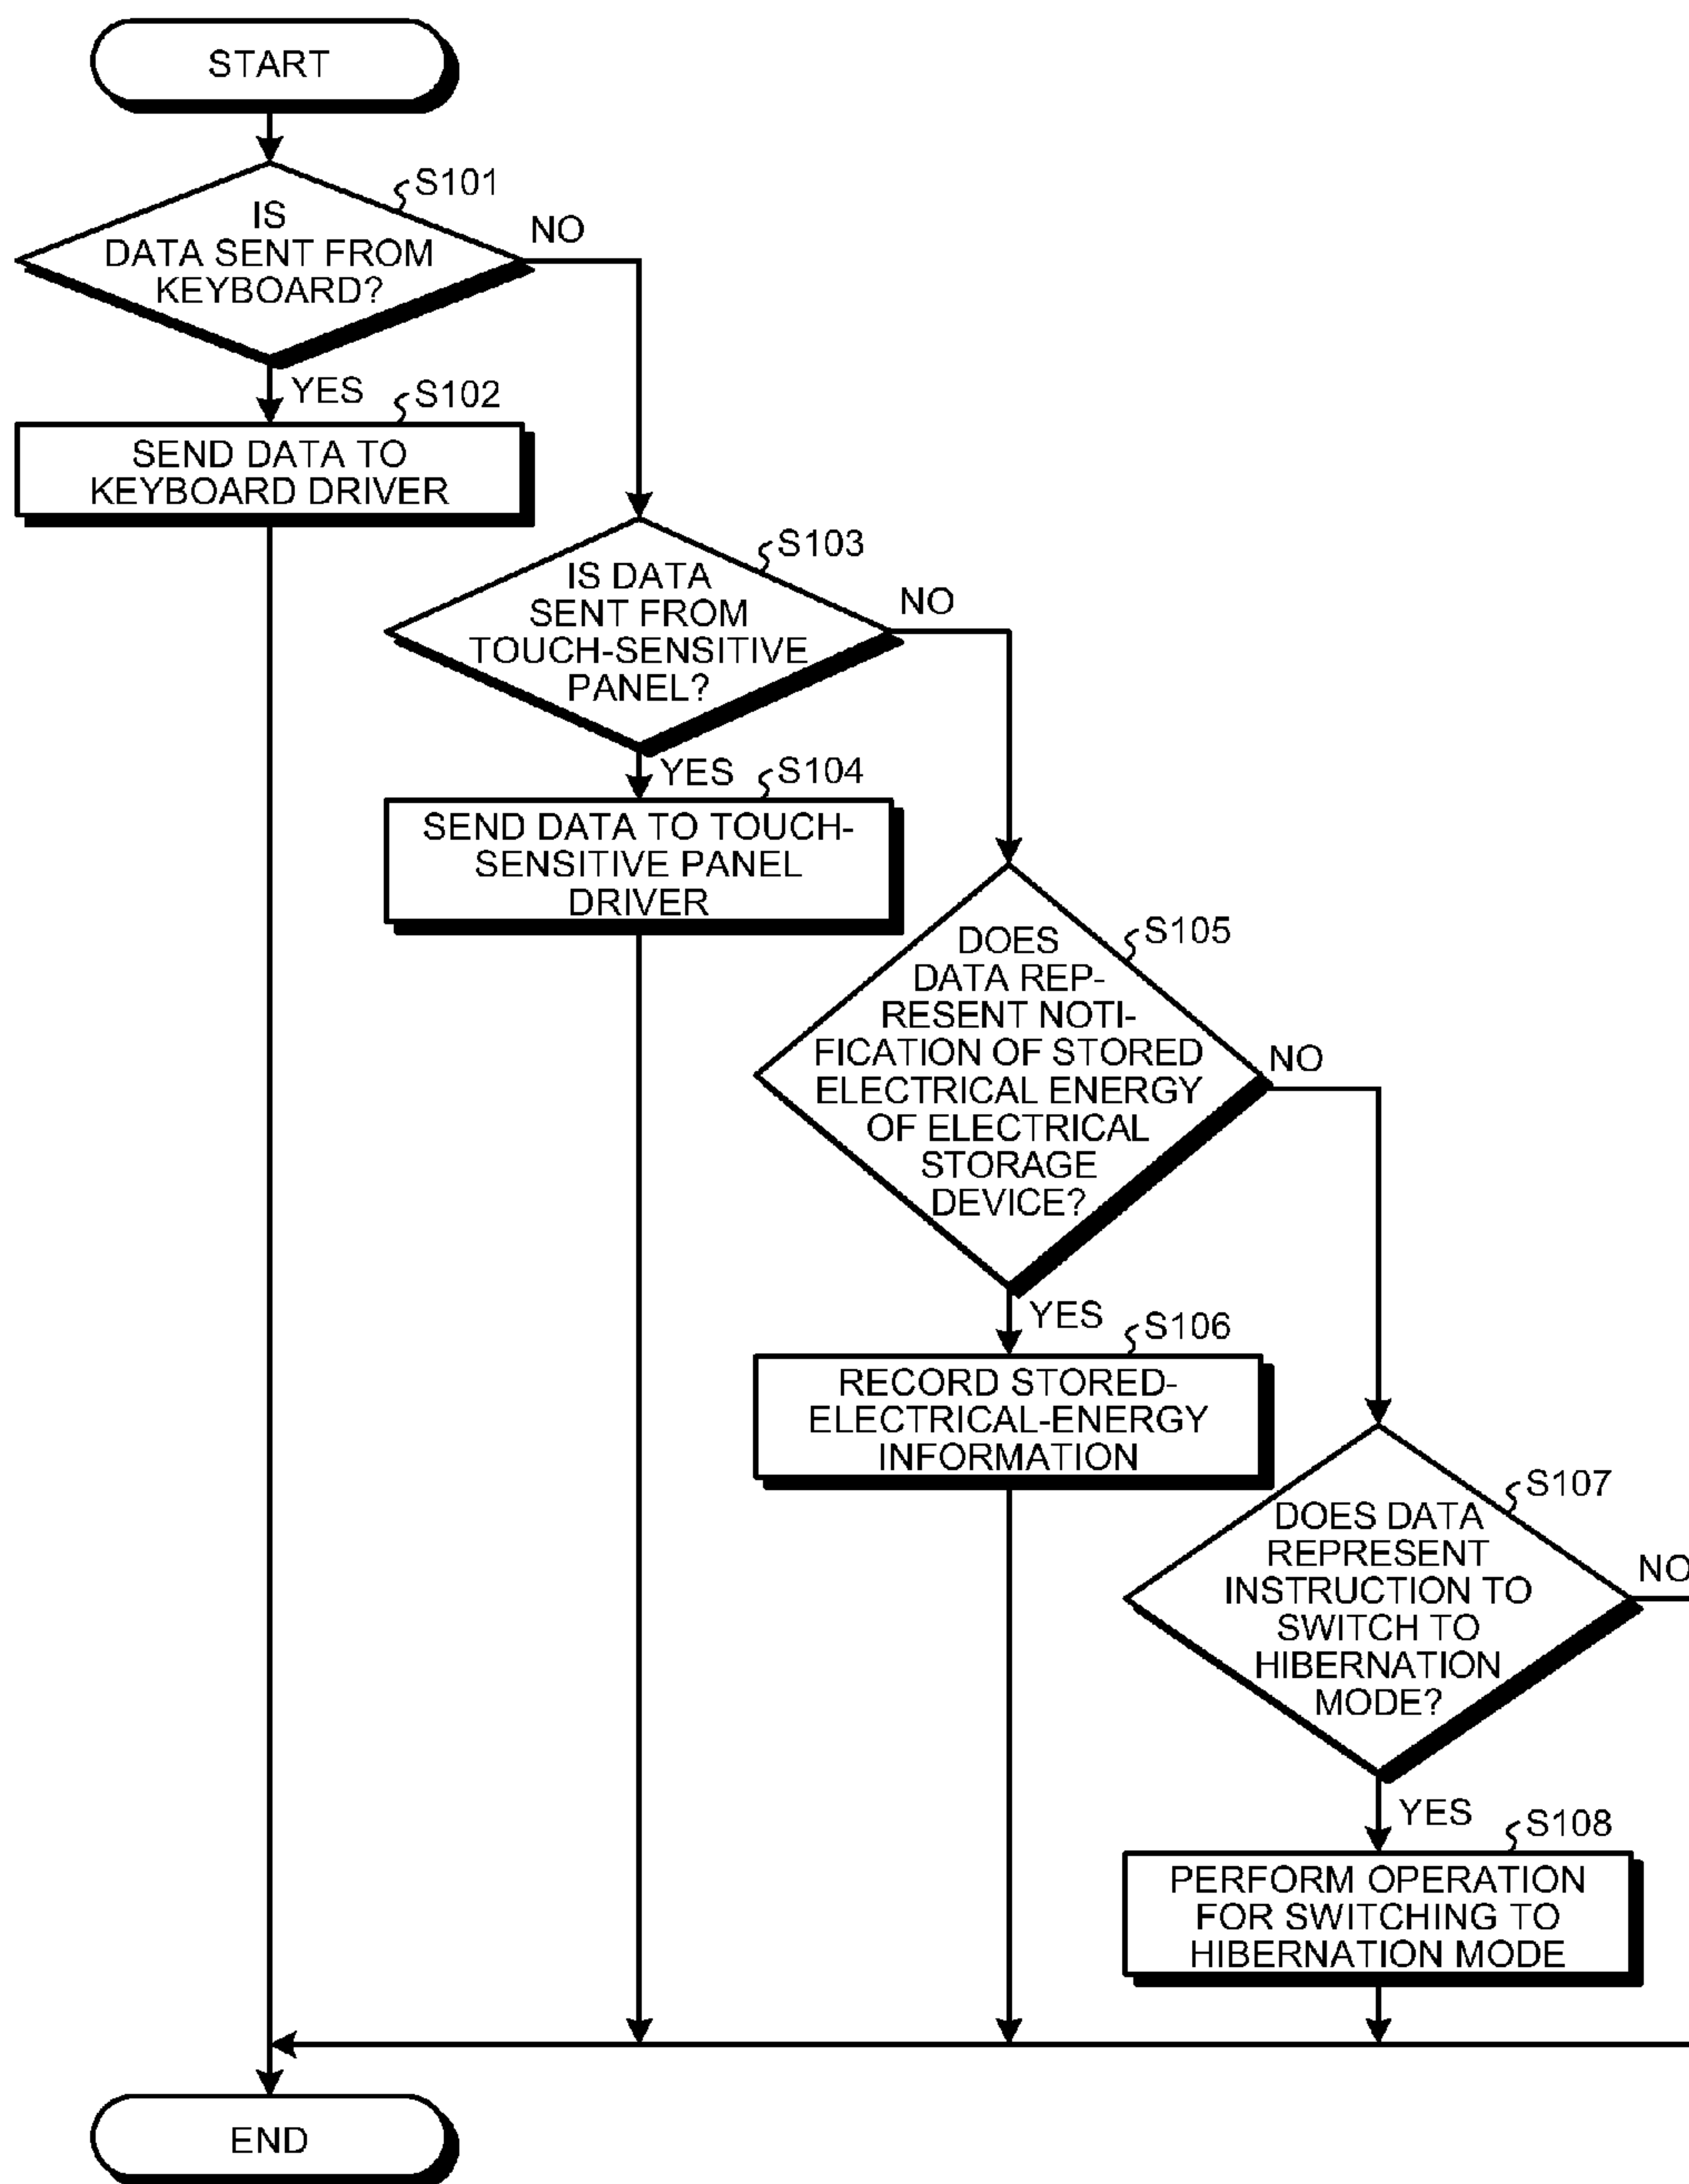 START
S101
IS
DATA SENT FROM
KEYBOARD?
NO
YES
S102
SEND DATA TO
KEYBOARD DRIVER
S103
IS DATA
SENT FROM
TOUCH-SENSITIVE
PANEL?
NO
YES
S104
SEND DATA TO TOUCH-
SENSITIVE PANEL
DRIVER
S105
DOES
DATA REP-
RESENT NOTI-
FICATION OF STORED
ELECTRICAL ENERGY
OF ELECTRICAL
STORAGE
DEVICE?
NO
YES
S106
RECORD STORED-
ELECTRICAL-ENERGY
INFORMATION
S107
DOES DATA
REPRESENT
INSTRUCTION TO
SWITCH TO
HIBERNATION
MODE?
NO
YES
S108
PERFORM OPERATION
FOR SWITCHING TO
HIBERNATION MODE
END